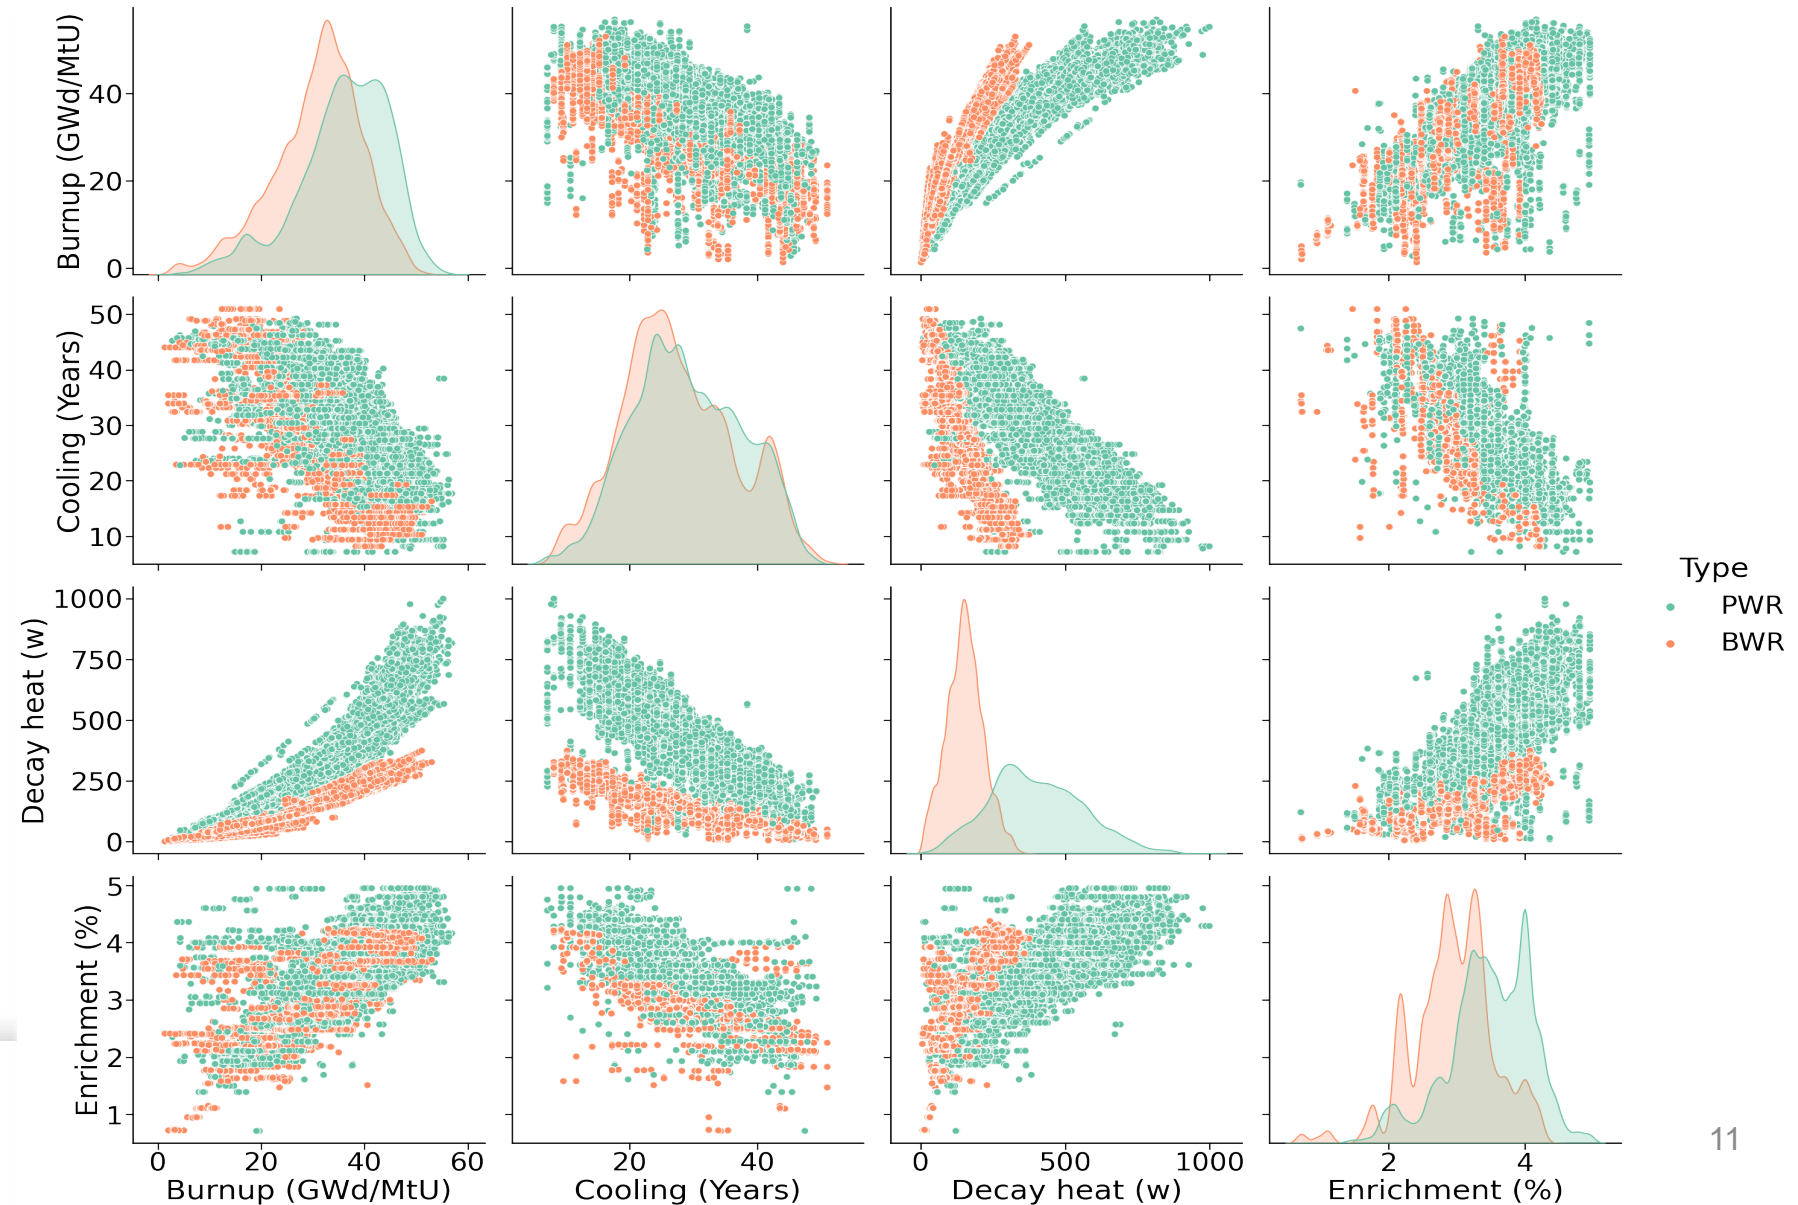 Burnup (GWd/MtU)
40
20
0
Cooling (Years)
50
40
30
20
10
Decay heat (w)
1000
750
500
250
0
Enrichment (%)
5
4
3
2
1
0 20 40 60
Burnup (GWd/MtU)
20 40
Cooling (Years)
0 500 1000
Decay heat (w)
2 4
Enrichment (%)
Type
PWR
BWR
11